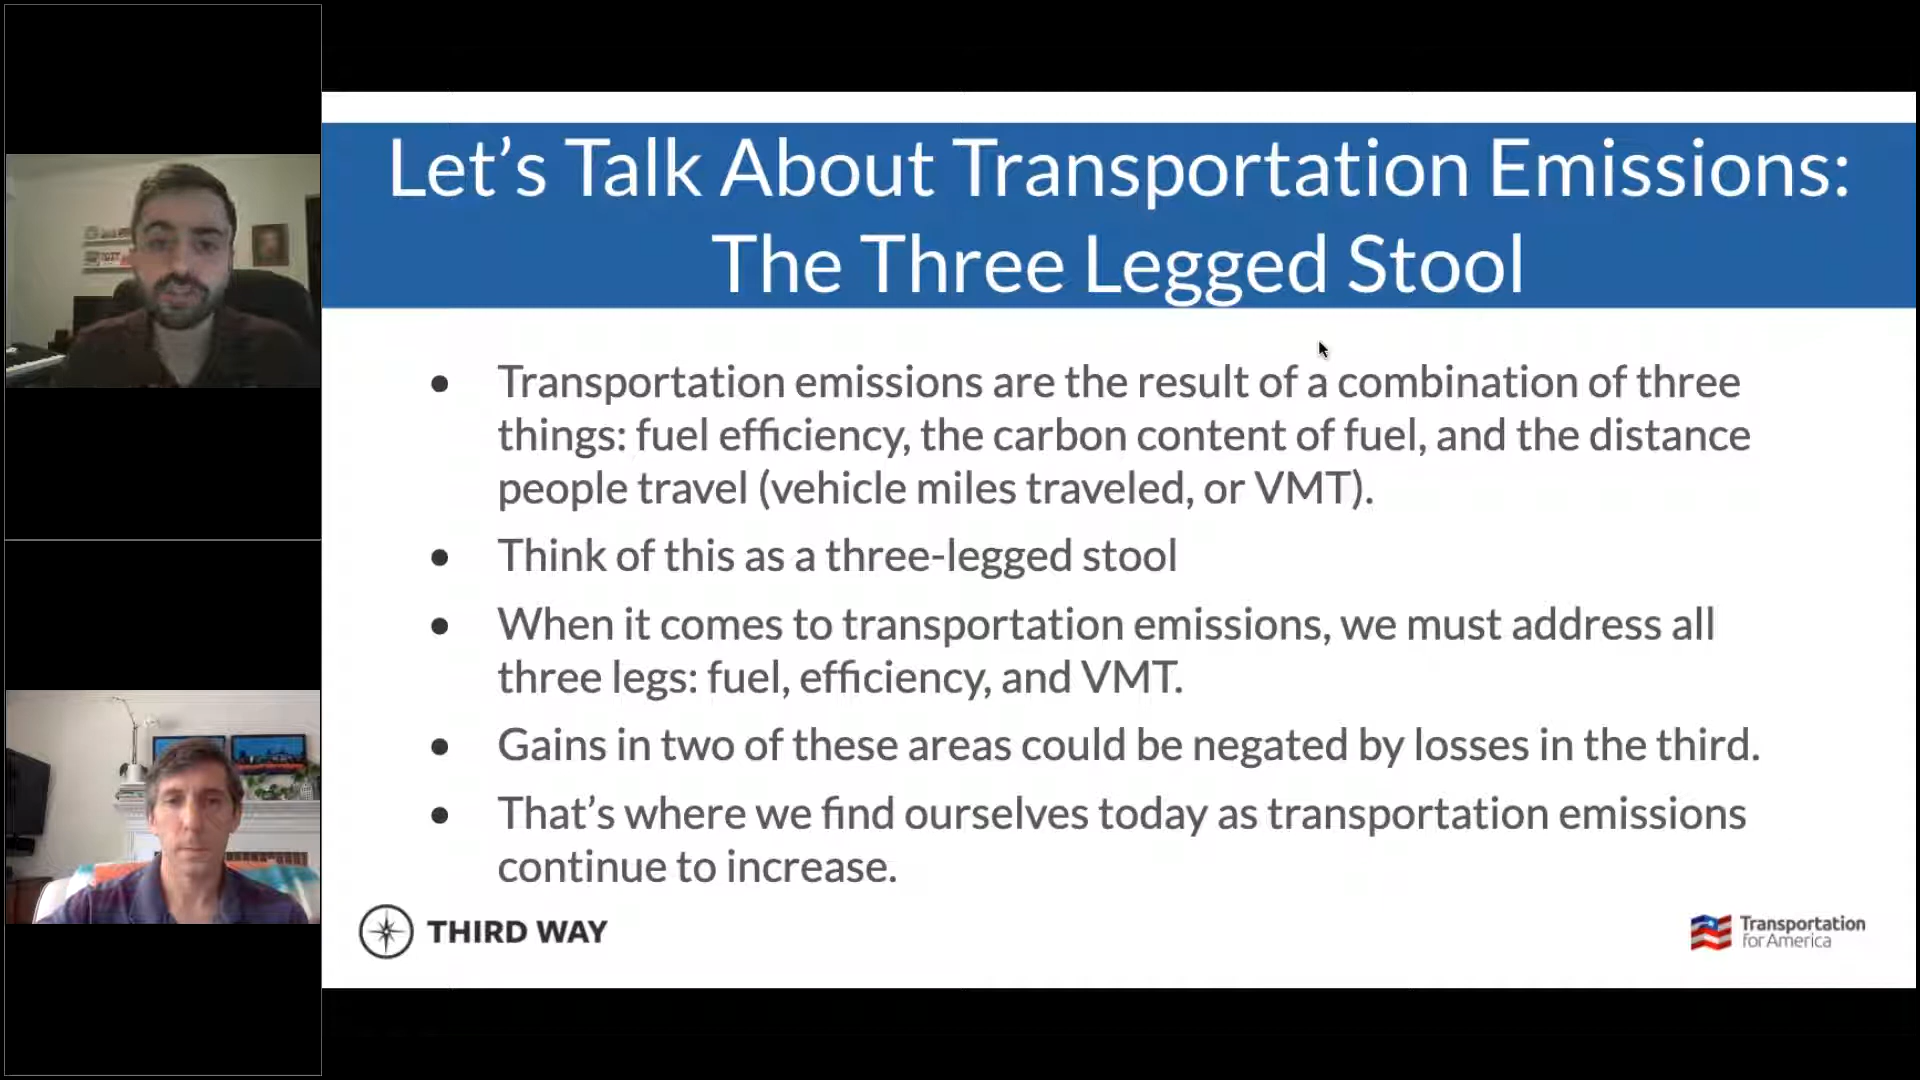 Let's Talk About Transportation Emissions:
The Three Legged Stool
● Transportation emissions are the result of a combination of three
things: fuel efficiency, the carbon content of fuel, and the distance
people travel (vehicle miles traveled, or VMT).
● Think of this as a three-legged stool
● When it comes to transportation emissions, we must address all
three legs: fuel, efficiency, and VMT.
● Gains in two of these areas could be negated by losses in the third.
● That's where we find ourselves today as transportation emissions
continue to increase.
THIRD WAY
Transportation
for America